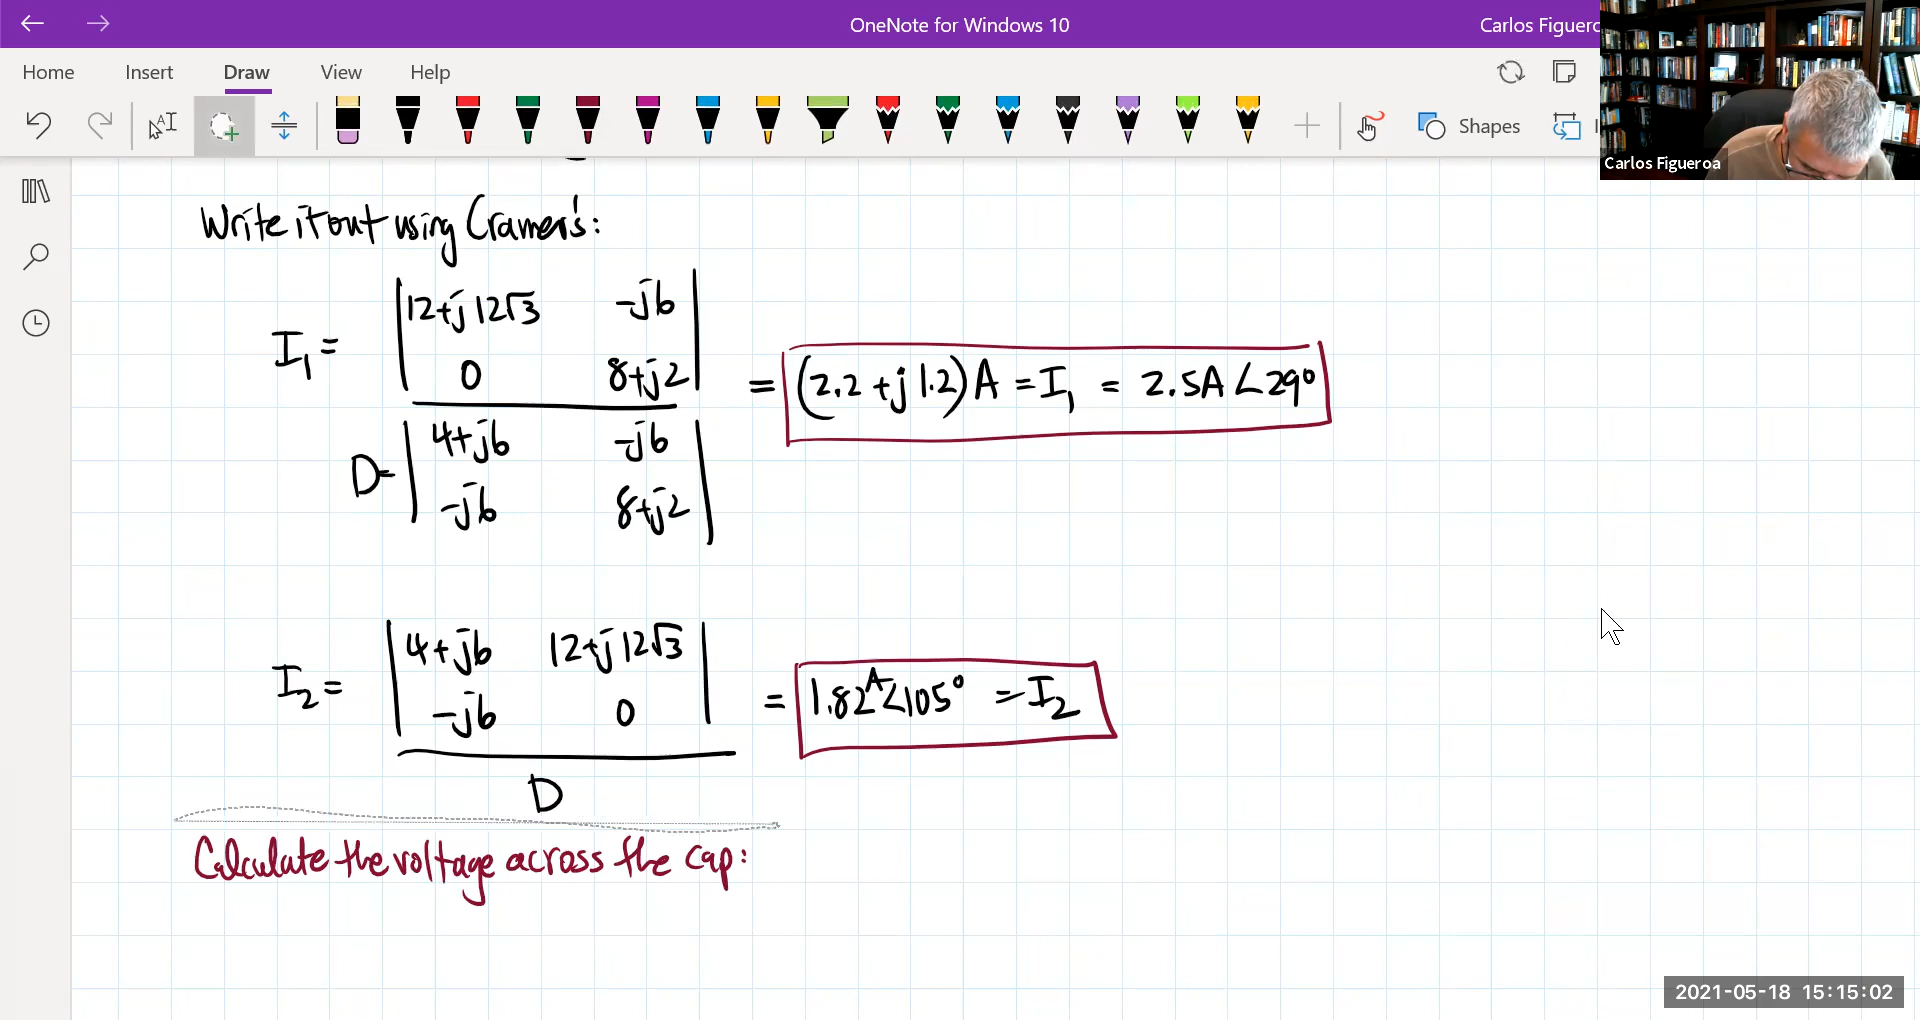 OneNote for Windows 10
Carlos Figuero
Home Insert Draw View Help
Shapes
Carlos Figueroa
Write it out using Cramer's:
I₁ = |12+j12√3 -j6|
|0 8+j2|
D= |4+j6 -j6|
|-j6 8+j2|
= (2.2 + j1.2)A = I₁ = 2.5A∠29°
I₂ = |4+j6 12+j12√3|
|-j6 0|
D
= 1.82ᴬ∠105° = I₂
Calculate the voltage across the cap:
2021-05-18 15:15:02